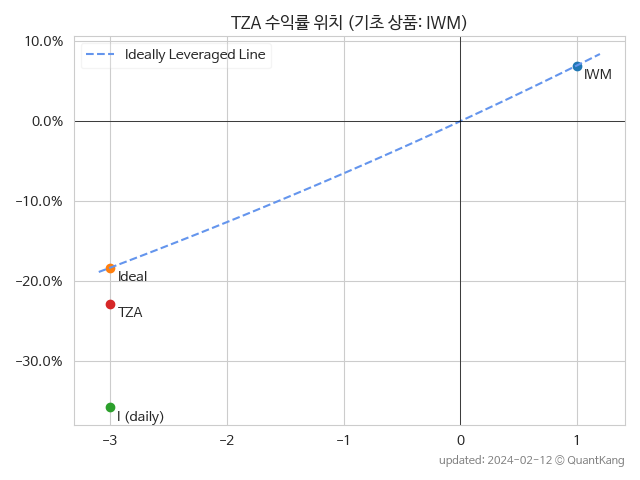 TZA 수익률 위치 (기초 상품: IWM)
10.0%
Ideally Leveraged Line
IWM
0.0%
-10.0%
-20.0%
Ideal
TZA
-30.0%
I (daily)
-3 -2 -1 0 1
updated: 2024-02-12 © QuantKang